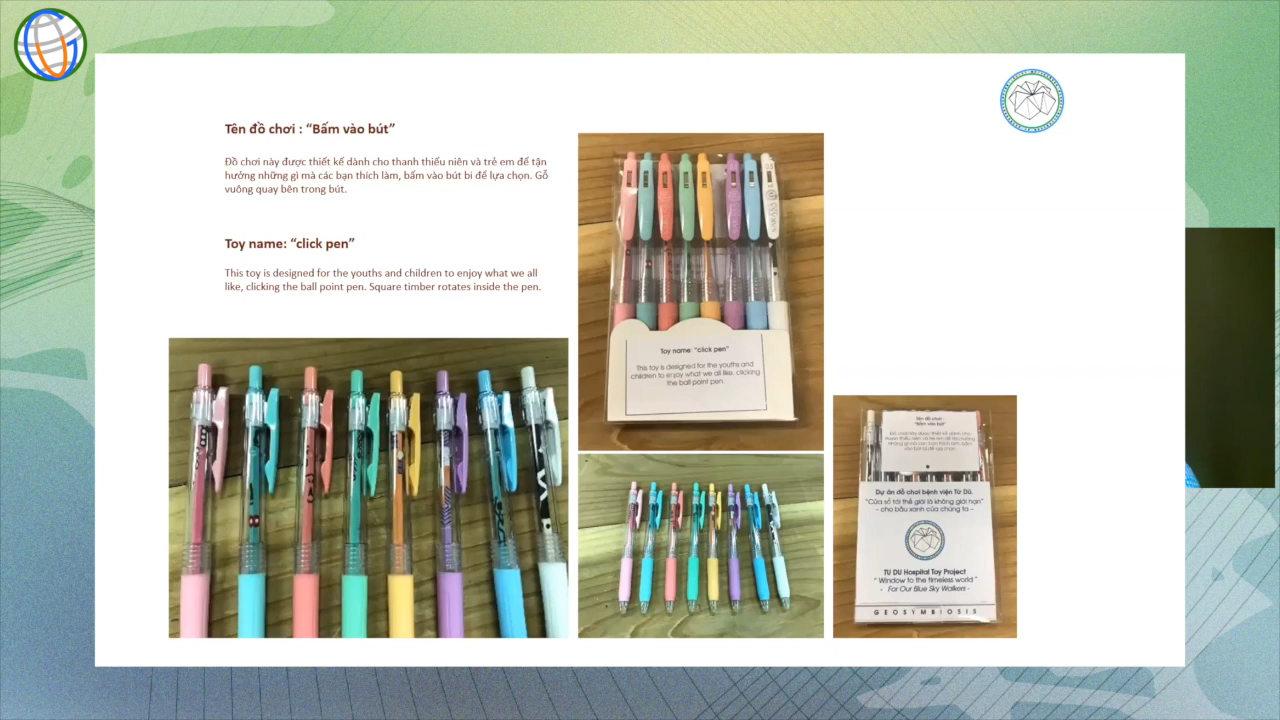 Tên đồ chơi : “Bấm vào bút”
Đồ chơi này được thiết kế dành cho thanh thiếu niên và trẻ em để tận
hưởng những gì mà các bạn thích làm, bấm vào bút bi để lựa chọn. Gỗ
vuông quay bên trong bút.
Toy name: “click pen”
This toy is designed for the youths and children to enjoy what we all
like, clicking the ball point pen. Square timber rotates inside the pen.
Toy name: “click pen”
This toy is designed for the youths and
children to enjoy what we all like, clicking
the ball point pen.
Tên đồ chơi :
“Bấm vào bút”
Dự án đồ chơi bệnh viện Từ Dũ.
“Cửa sổ tới thế giới là không giới hạn”
- cho bầu xanh của chúng ta -
TU DU Hospital Toy Project
“ Window to the timeless world ”
- For Our Blue Sky Walkers -
GEOSYMBIOSIS